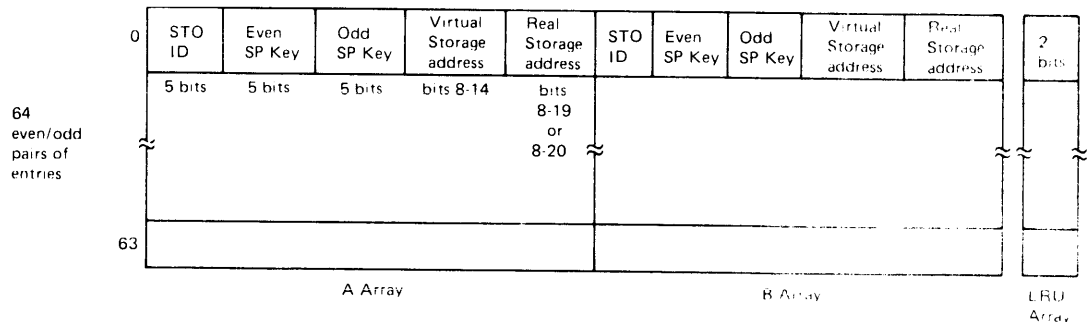 0
STO ID
Even SP Key
Odd SP Key
Virtual Storage address
Real Storage address
STO ID
Even SP Key
Odd SP Key
Virtual Storage address
Real Storage address
2 bits
5 bits
5 bits
5 bits
bits 8-14
bits 8-19 or 8-20
64
even/odd
pairs of
entries
63
A Array
B Array
LRU
Array